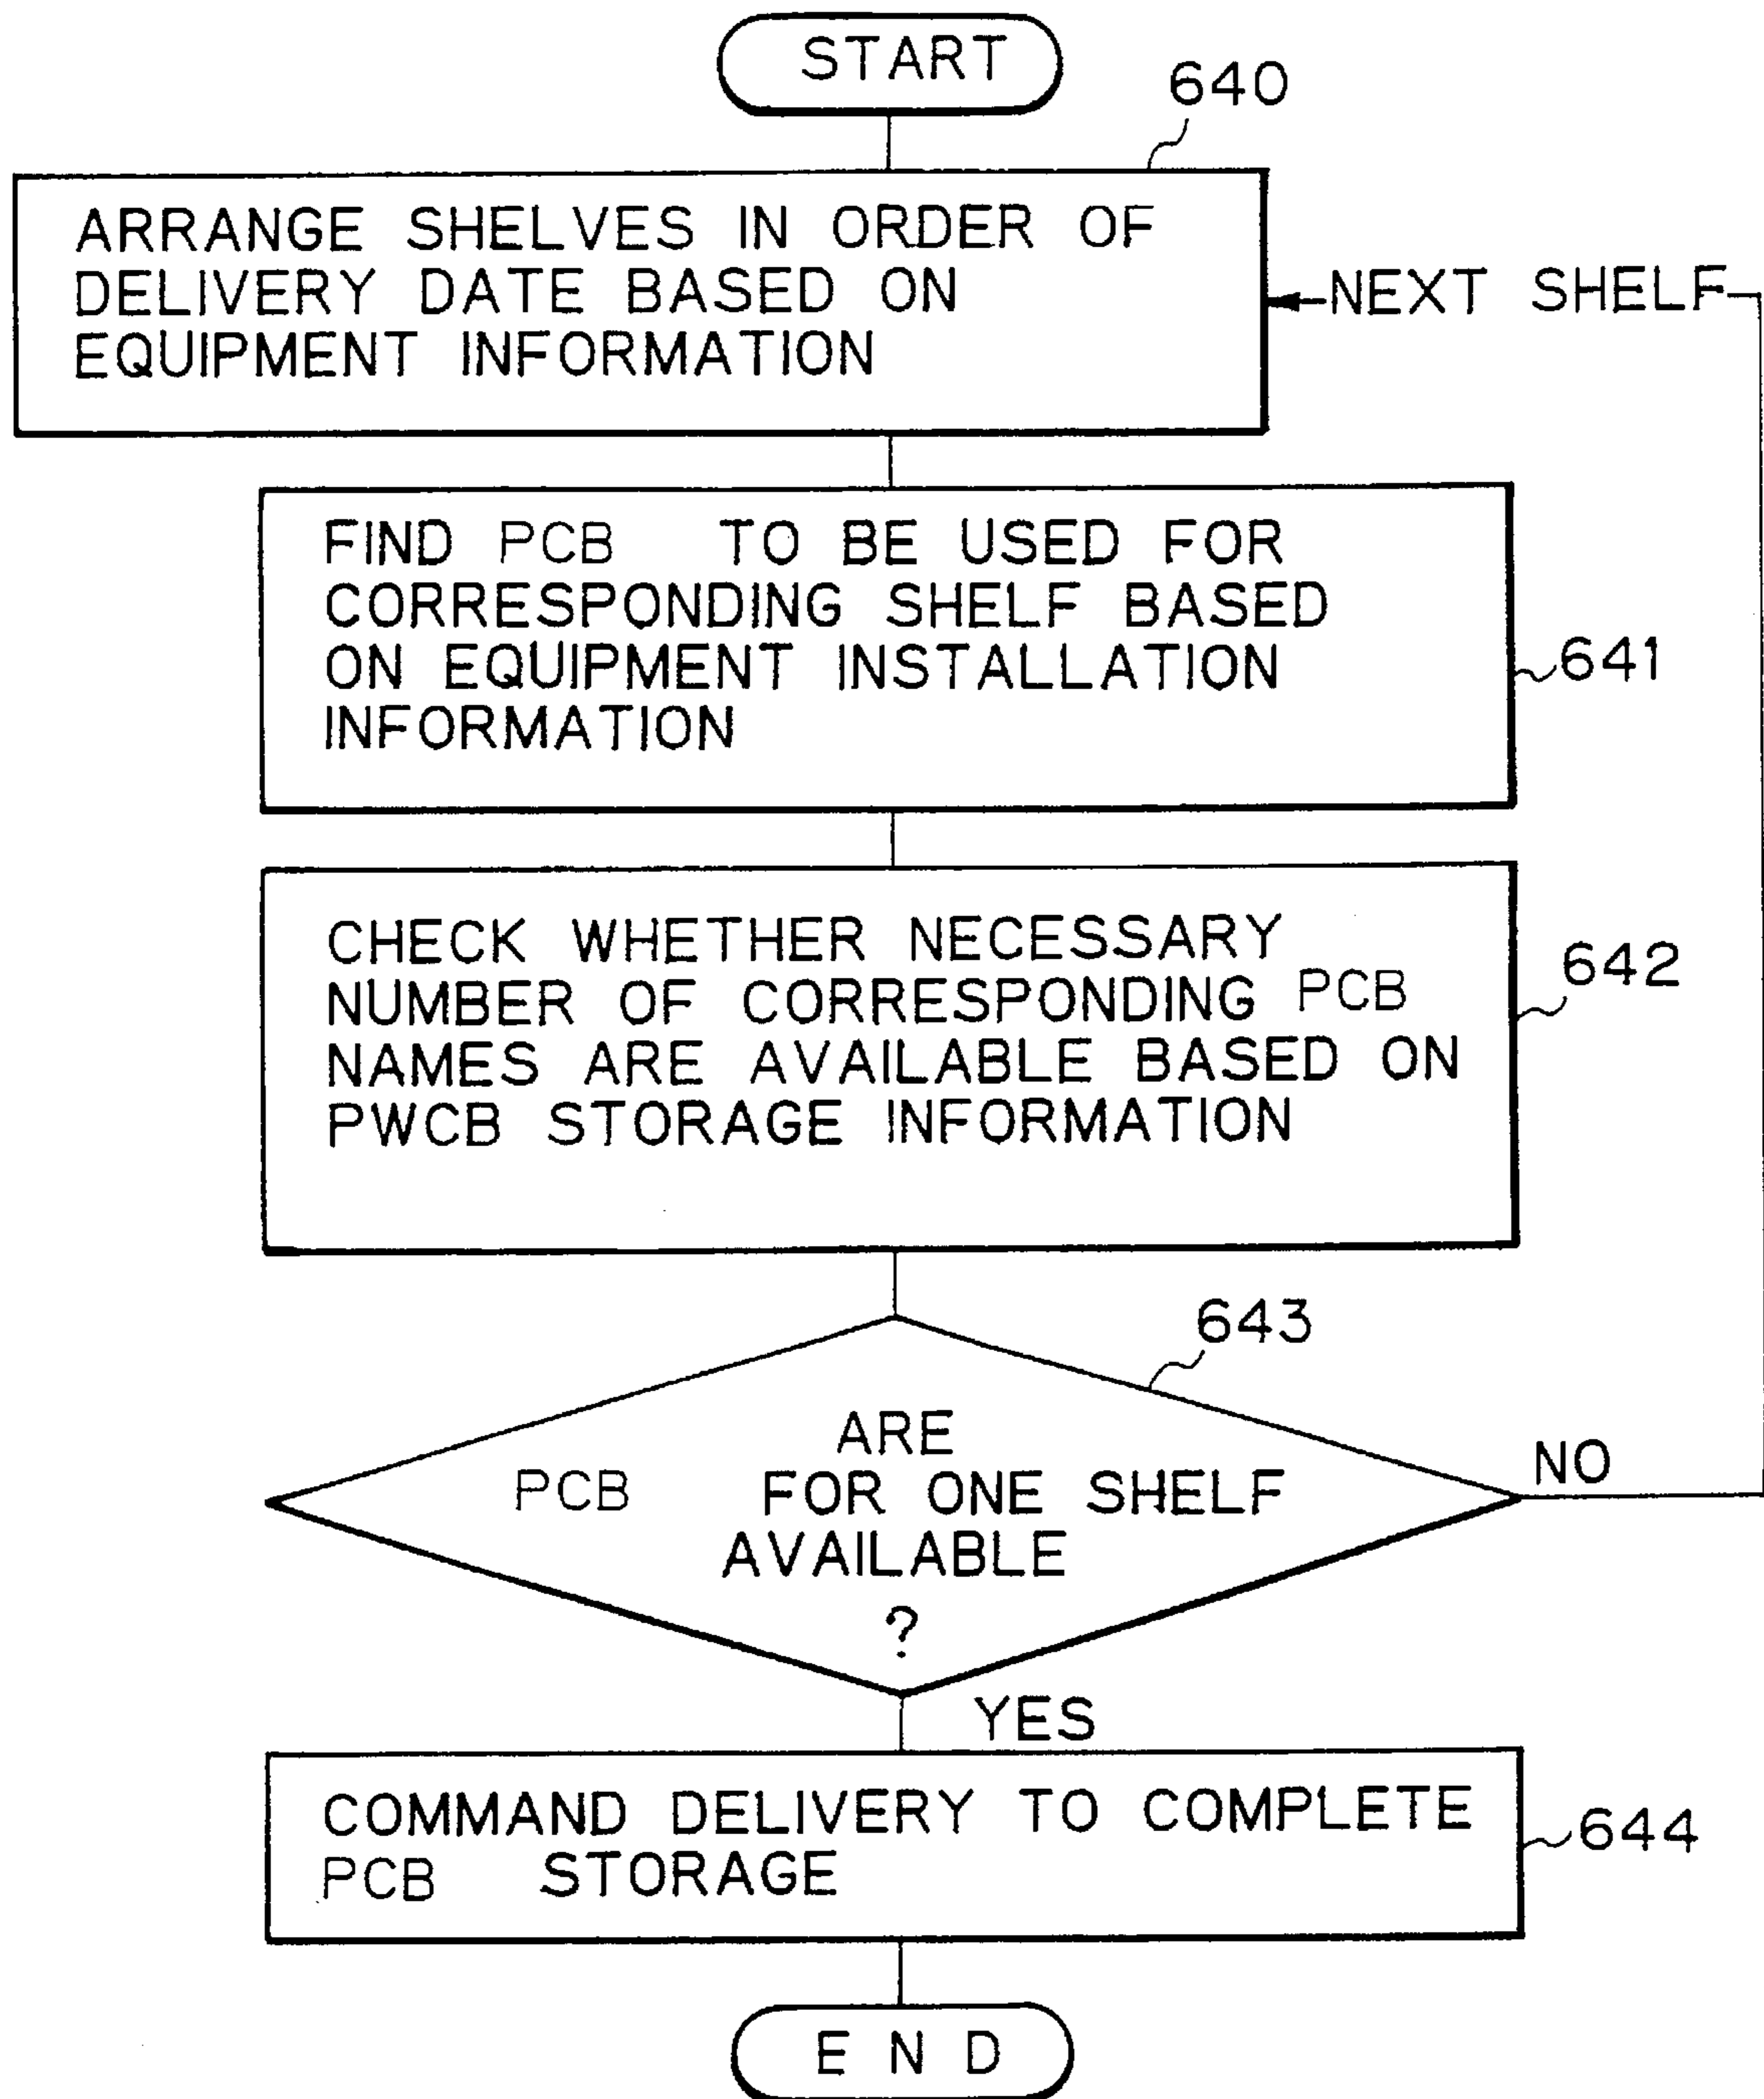 START
640
ARRANGE SHELVES IN ORDER OF
DELIVERY DATE BASED ON
EQUIPMENT INFORMATION
NEXT SHELF
FIND PCB TO BE USED FOR
CORRESPONDING SHELF BASED
ON EQUIPMENT INSTALLATION
INFORMATION
641
CHECK WHETHER NECESSARY
NUMBER OF CORRESPONDING PCB
NAMES ARE AVAILABLE BASED ON
PWCB STORAGE INFORMATION
642
643
ARE
PCB FOR ONE SHELF
AVAILABLE
?
NO
YES
COMMAND DELIVERY TO COMPLETE
PCB STORAGE
644
END